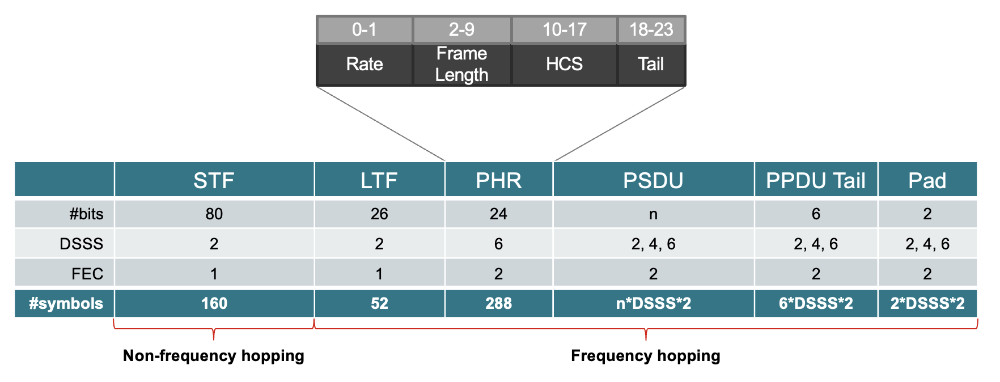 0-1 2-9 10-17 18-23
Rate Frame Length HCS Tail
STF LTF PHR PSDU PPDU Tail Pad
#bits 80 26 24 n 6 2
DSSS 2 2 6 2, 4, 6 2, 4, 6 2, 4, 6
FEC 1 1 2 2 2 2
#symbols 160 52 288 n*DSSS*2 6*DSSS*2 2*DSSS*2
Non-frequency hopping Frequency hopping